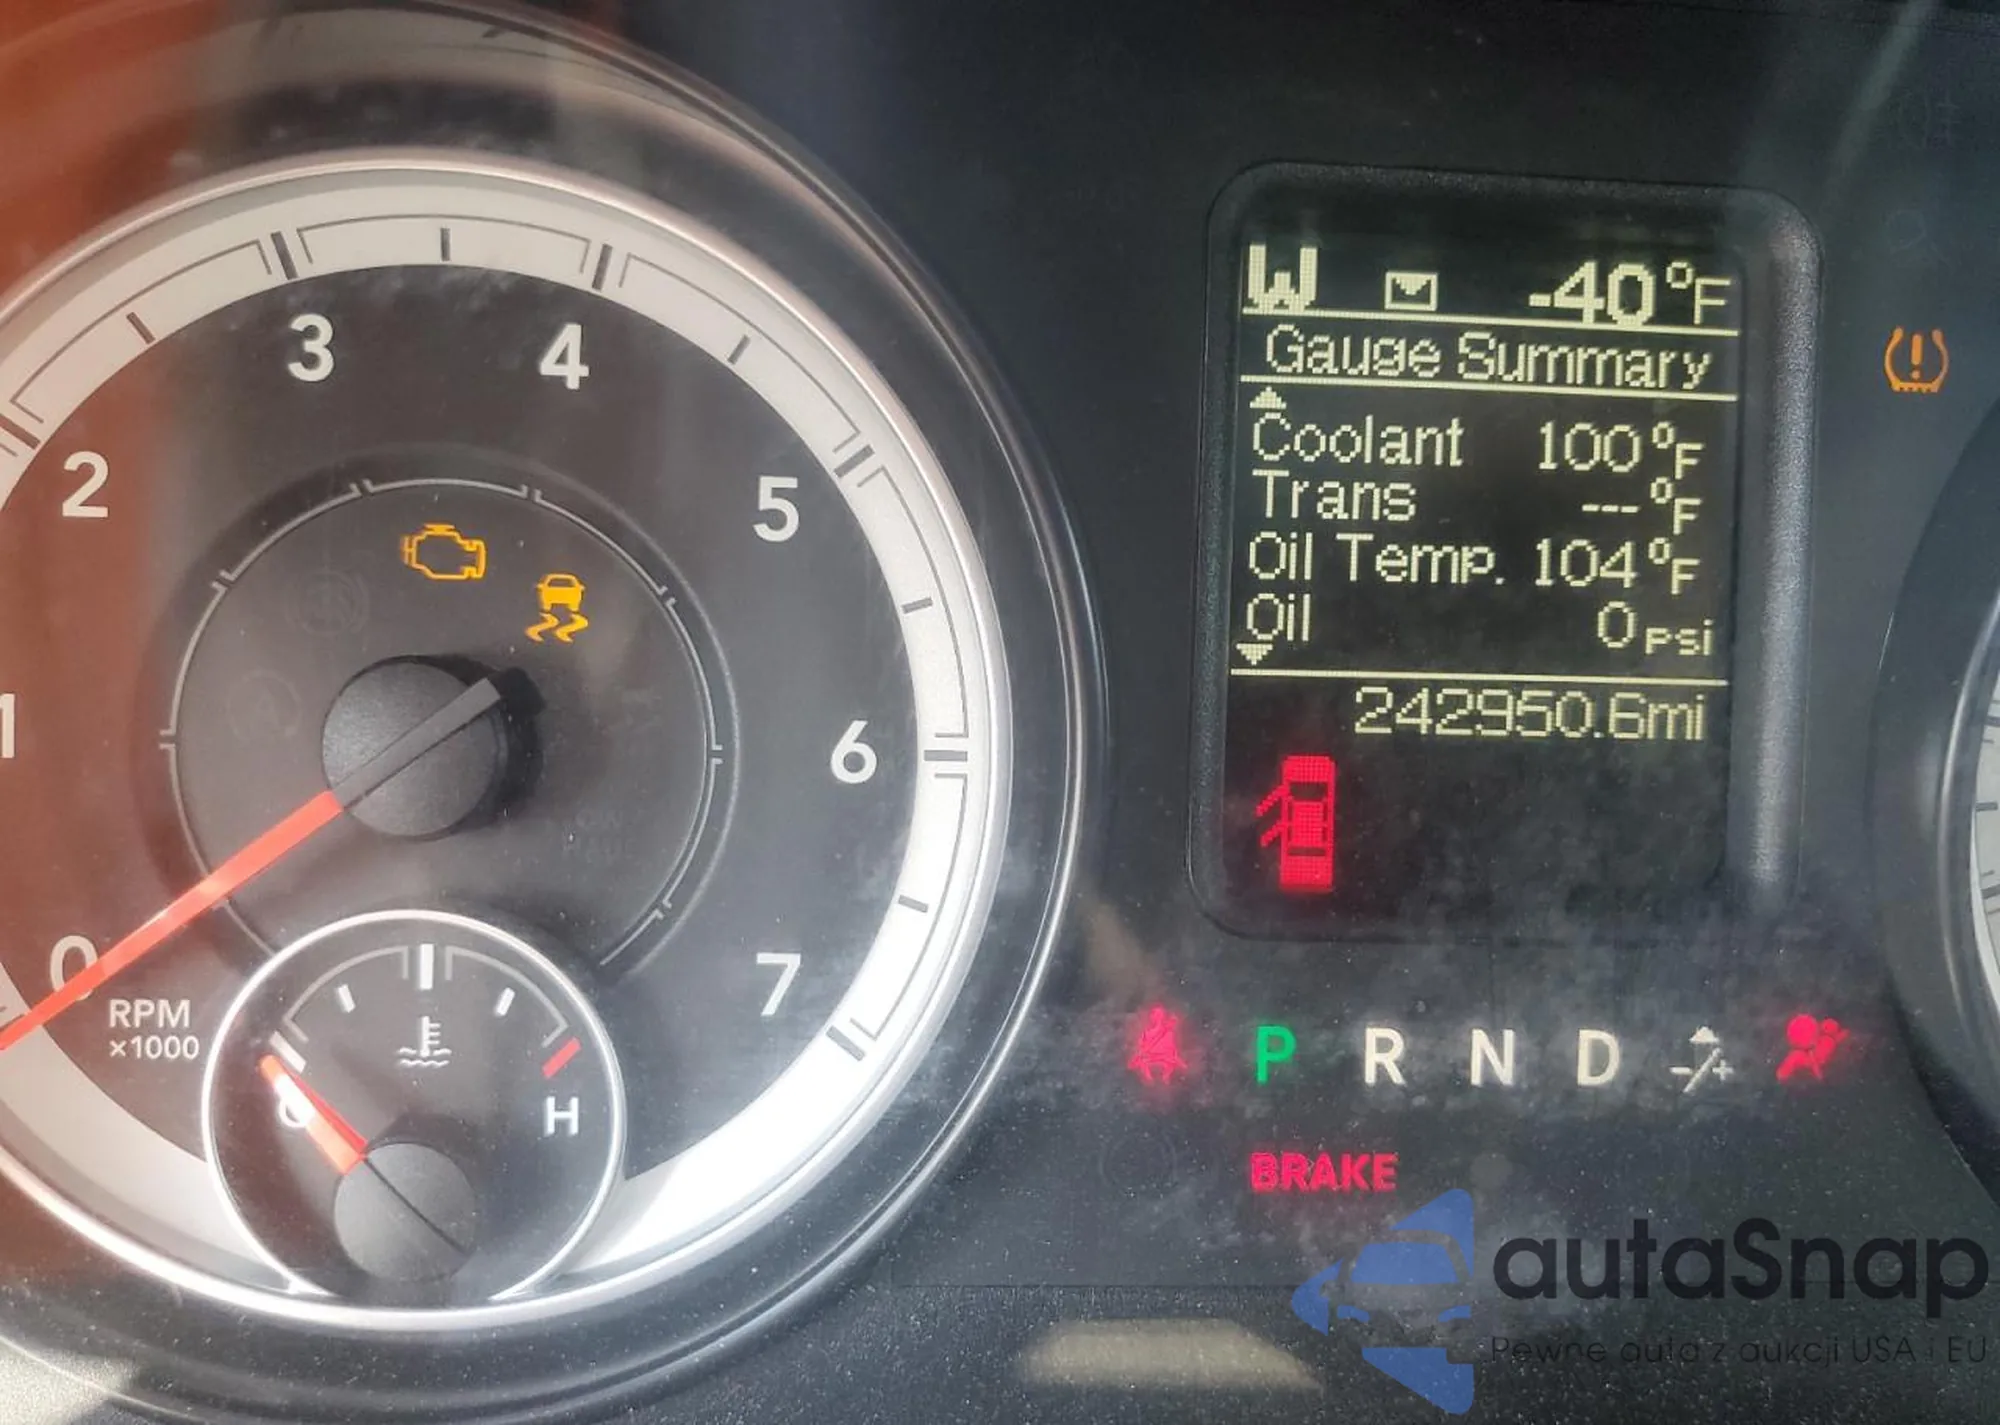 W -40°F
Gauge Summary
Coolant 100°F
Trans ---°F
Oil Temp. 104°F
Oil 0 psi
242950.6mi
0
1
2
3
4
5
6
7
RPM
×1000
C
H
P R N D -/+
BRAKE
autaSnap
Pewne auta z aukcji USA i EU